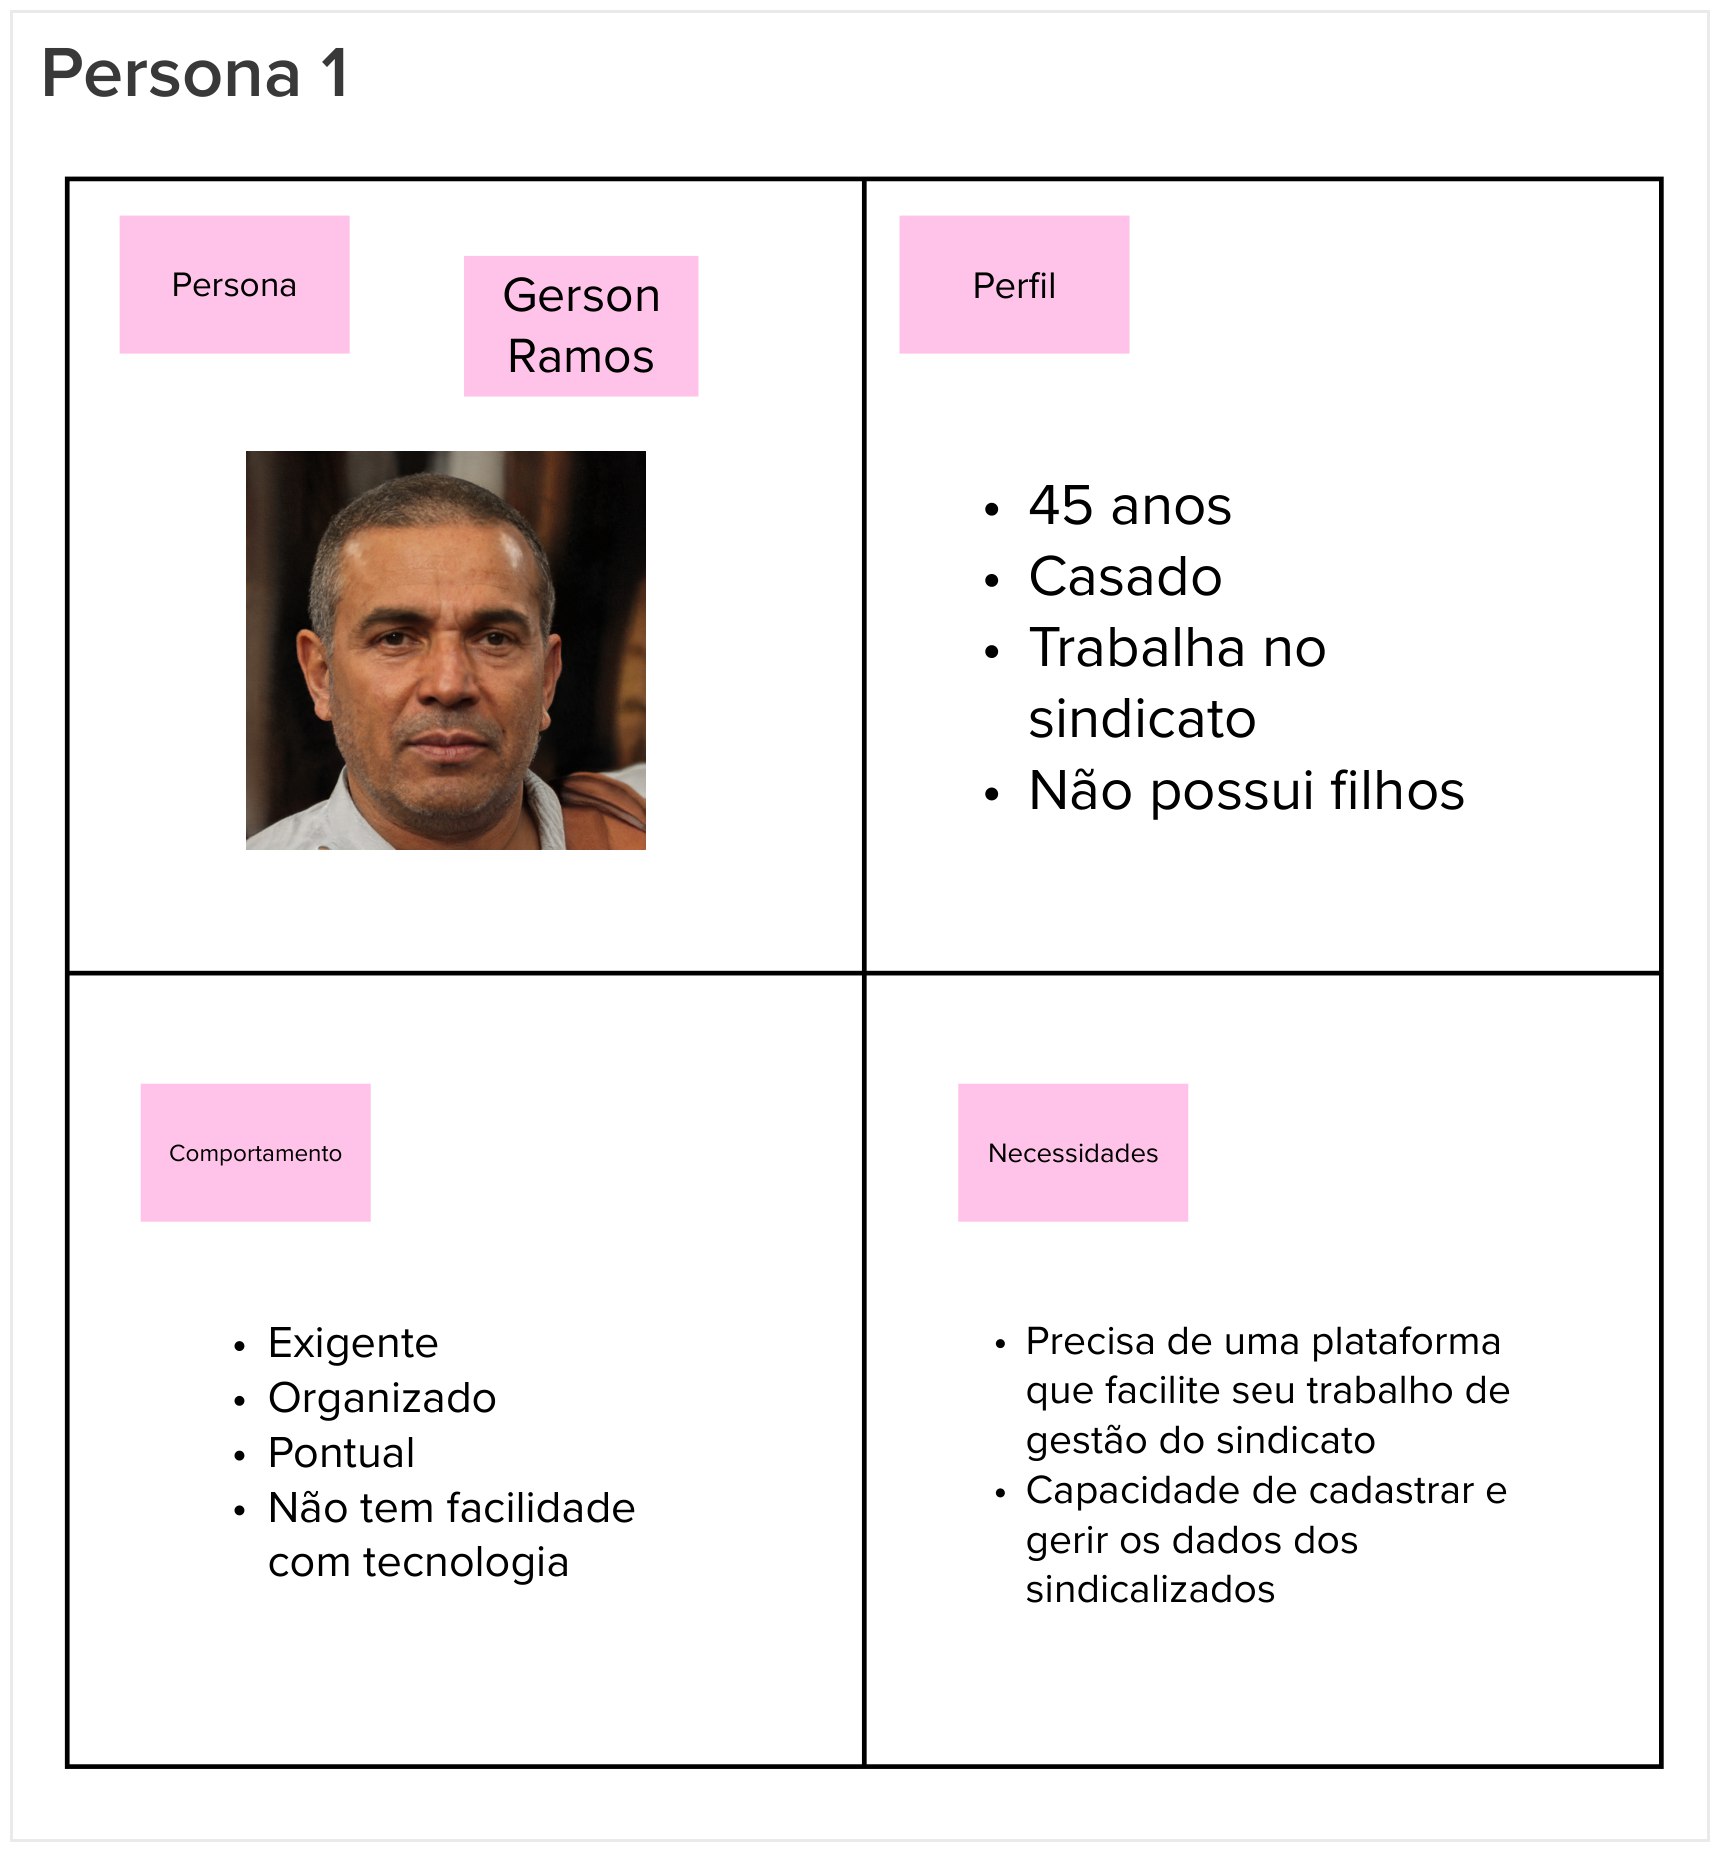 Persona 1
Persona
Gerson
Ramos
Perfil
• 45 anos
• Casado
• Trabalha no
sindicato
• Não possui filhos
Comportamento
• Exigente
• Organizado
• Pontual
• Não tem facilidade
com tecnologia
Necessidades
• Precisa de uma plataforma
que facilite seu trabalho de
gestão do sindicato
• Capacidade de cadastrar e
gerir os dados dos
sindicalizados